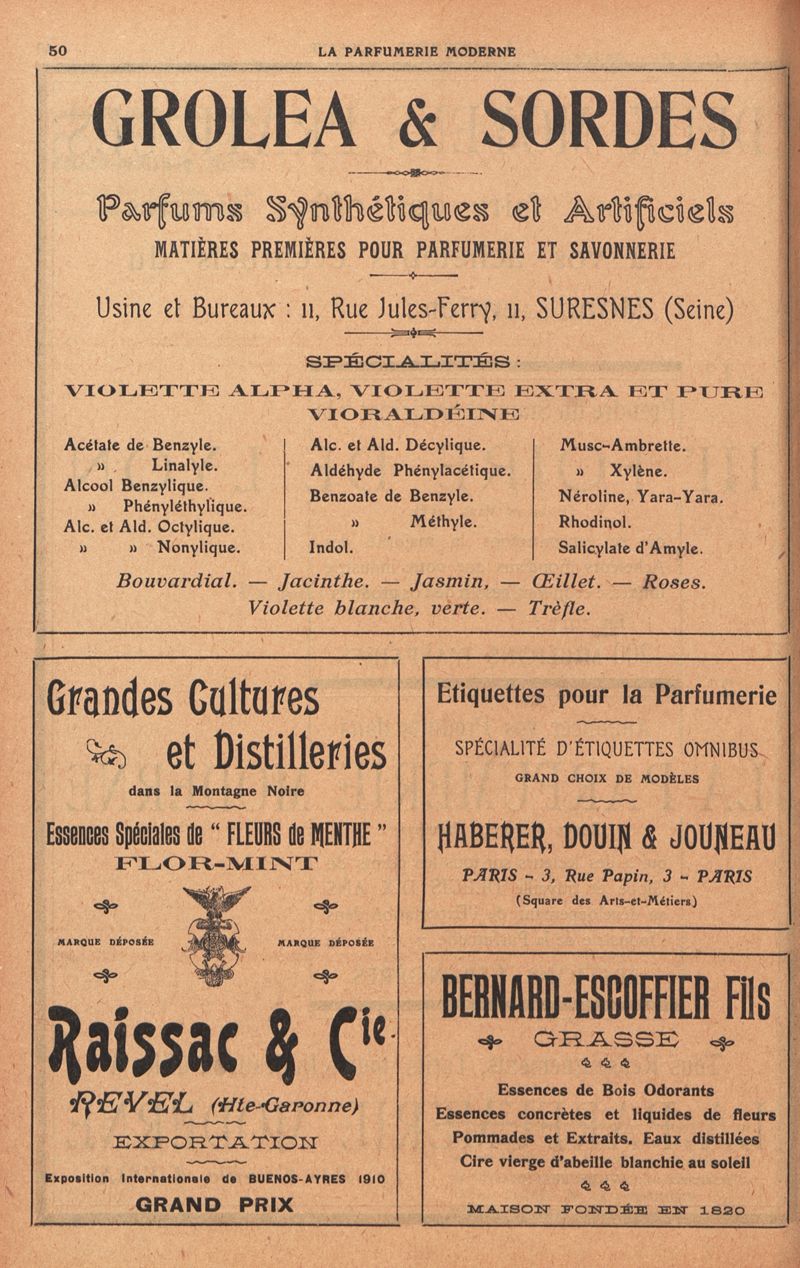 50
LA PARFUMERIE MODERNE
GROLEA & SORDES
Parfums Synthétiques et Artificiels
MATIÈRES PREMIÈRES POUR PARFUMERIE ET SAVONNERIE
Usine et Bureaux : 11, Rue Jules-Ferry, 11, SURESNES (Seine)
SPÉCIALITÉS :
VIOLETTE ALPHA, VIOLETTE EXTRA ET PURE
VIORALDÉINE
Acétate de Benzyle.
» Linalyle.
Alcool Benzylique.
» Phényléthylique.
Alc. et Ald. Octylique.
» » Nonylique.
Alc. et Ald. Décylique.
Aldéhyde Phénylacétique.
Benzoate de Benzyle.
» Méthyle.
Indol.
Musc-Ambrette.
» Xylène.
Néroline, Yara-Yara.
Rhodinol.
Salicylate d'Amyle.
Bouvardial. — Jacinthe. — Jasmin, — Œillet. — Roses.
Violette blanche, verte. — Trèfle.
Grandes Cultures
et Distilleries
dans la Montagne Noire
Essences Spéciales de “ FLEURS de MENTHE ”
FLOR-MINT
MARQUE DÉPOSÉE
MARQUE DÉPOSÉE
Raissac & Cie.
REVEL (Hte-Garonne)
EXPORTATION
Exposition Internationale de BUENOS-AYRES 1910
GRAND PRIX
Etiquettes pour la Parfumerie
SPÉCIALITÉ D'ÉTIQUETTES OMNIBUS
GRAND CHOIX DE MODÈLES
HABERER, DOUIN & JOUNEAU
PARIS - 3, Rue Papin, 3 - PARIS
(Square des Arts-et-Métiers)
BERNARD-ESCOFFIER Fils
GRASSE
Essences de Bois Odorants
Essences concrètes et liquides de fleurs
Pommades et Extraits. Eaux distillées
Cire vierge d'abeille blanchie au soleil
MAISON FONDÉE EN 1820